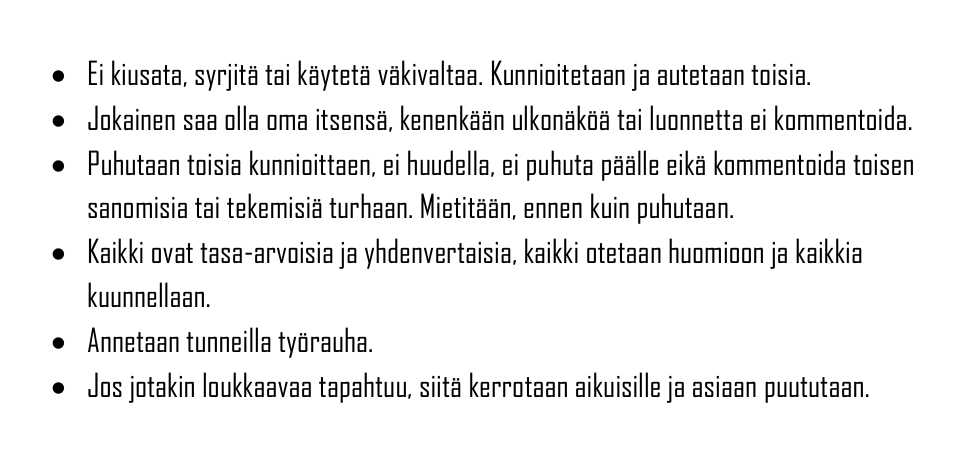 • Ei kiusata, syrjitä tai käytetä väkivaltaa. Kunnioitetaan ja autetaan toisia.
• Jokainen saa olla oma itsensä, kenenkään ulkonäköä tai luonnetta ei kommentoida.
• Puhutaan toisia kunnioittaen, ei huudella, ei puhuta päälle eikä kommentoida toisen
sanomisia tai tekemisiä turhaan. Mietitään, ennen kuin puhutaan.
• Kaikki ovat tasa-arvoisia ja yhdenvertaisia, kaikki otetaan huomioon ja kaikkia
kuunnellaan.
• Annetaan tunneilla työrauha.
• Jos jotakin loukkaavaa tapahtuu, siitä kerrotaan aikuisille ja asiaan puututaan.